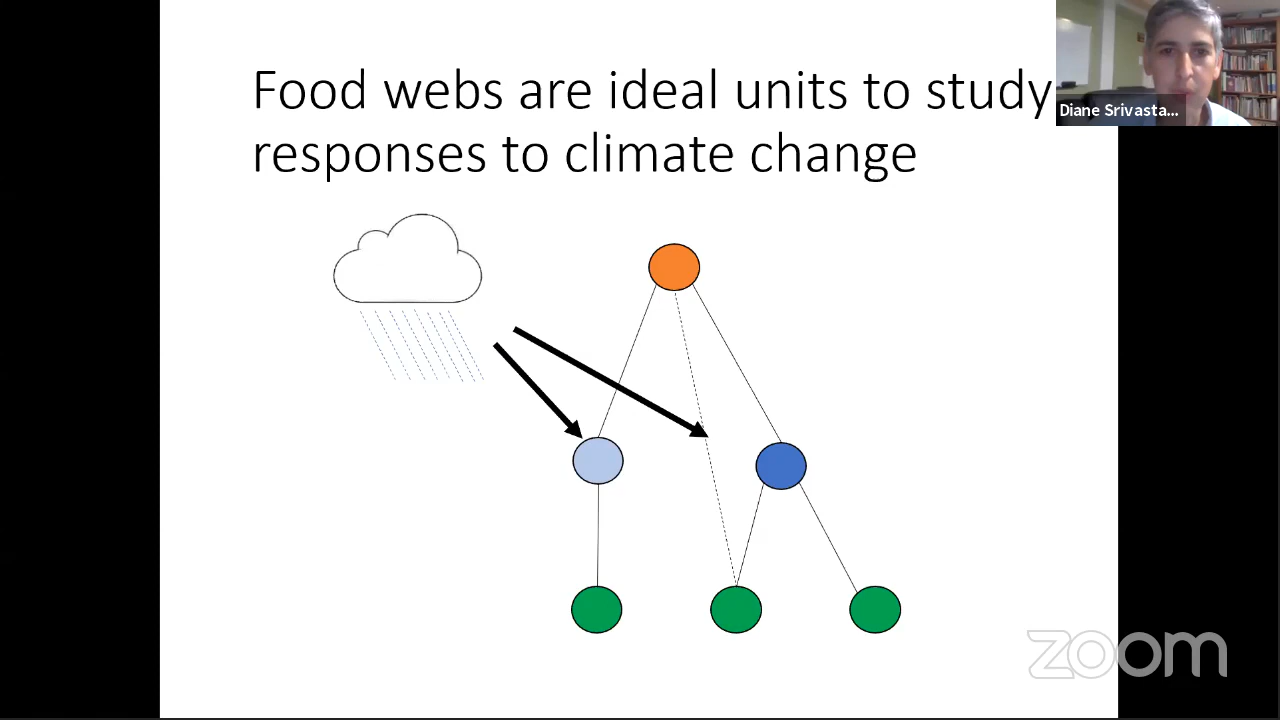 Food webs are ideal units to study
responses to climate change
Diane Srivasta...
zoom